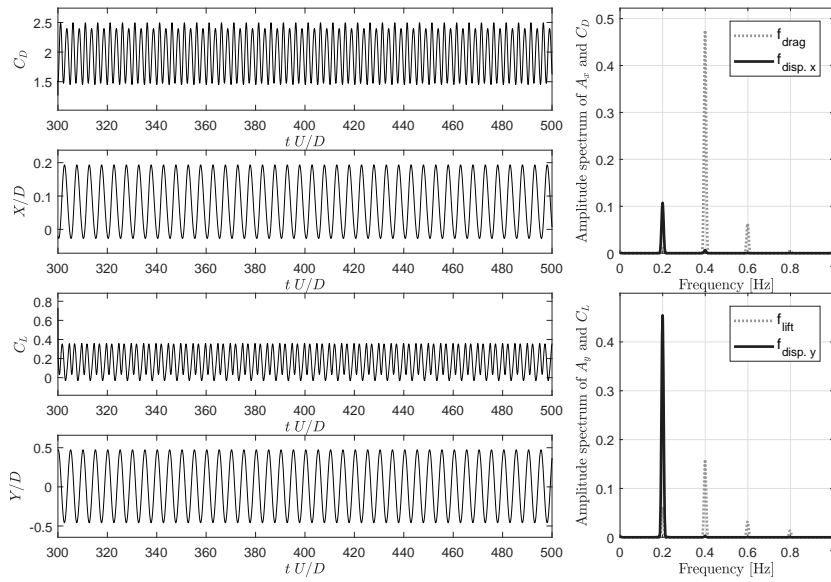 2.5
2
1.5
C_D
300 320 340 360 380 400 420 440 460 480 500
t U/D
0.2
0.1
0
X/D
300 320 340 360 380 400 420 440 460 480 500
t U/D
0.8
0.6
0.4
0.2
0
C_L
300 320 340 360 380 400 420 440 460 480 500
t U/D
0.5
0
-0.5
Y/D
300 320 340 360 380 400 420 440 460 480 500
t U/D
0.5
0.4
0.3
0.2
0.1
0
Amplitude spectrum of A_x and C_D
f_drag
f_disp. x
0 0.2 0.4 0.6 0.8 1
Frequency [Hz]
0.5
0.4
0.3
0.2
0.1
0
Amplitude spectrum of A_y and C_L
f_lift
f_disp. y
0 0.2 0.4 0.6 0.8 1
Frequency [Hz]